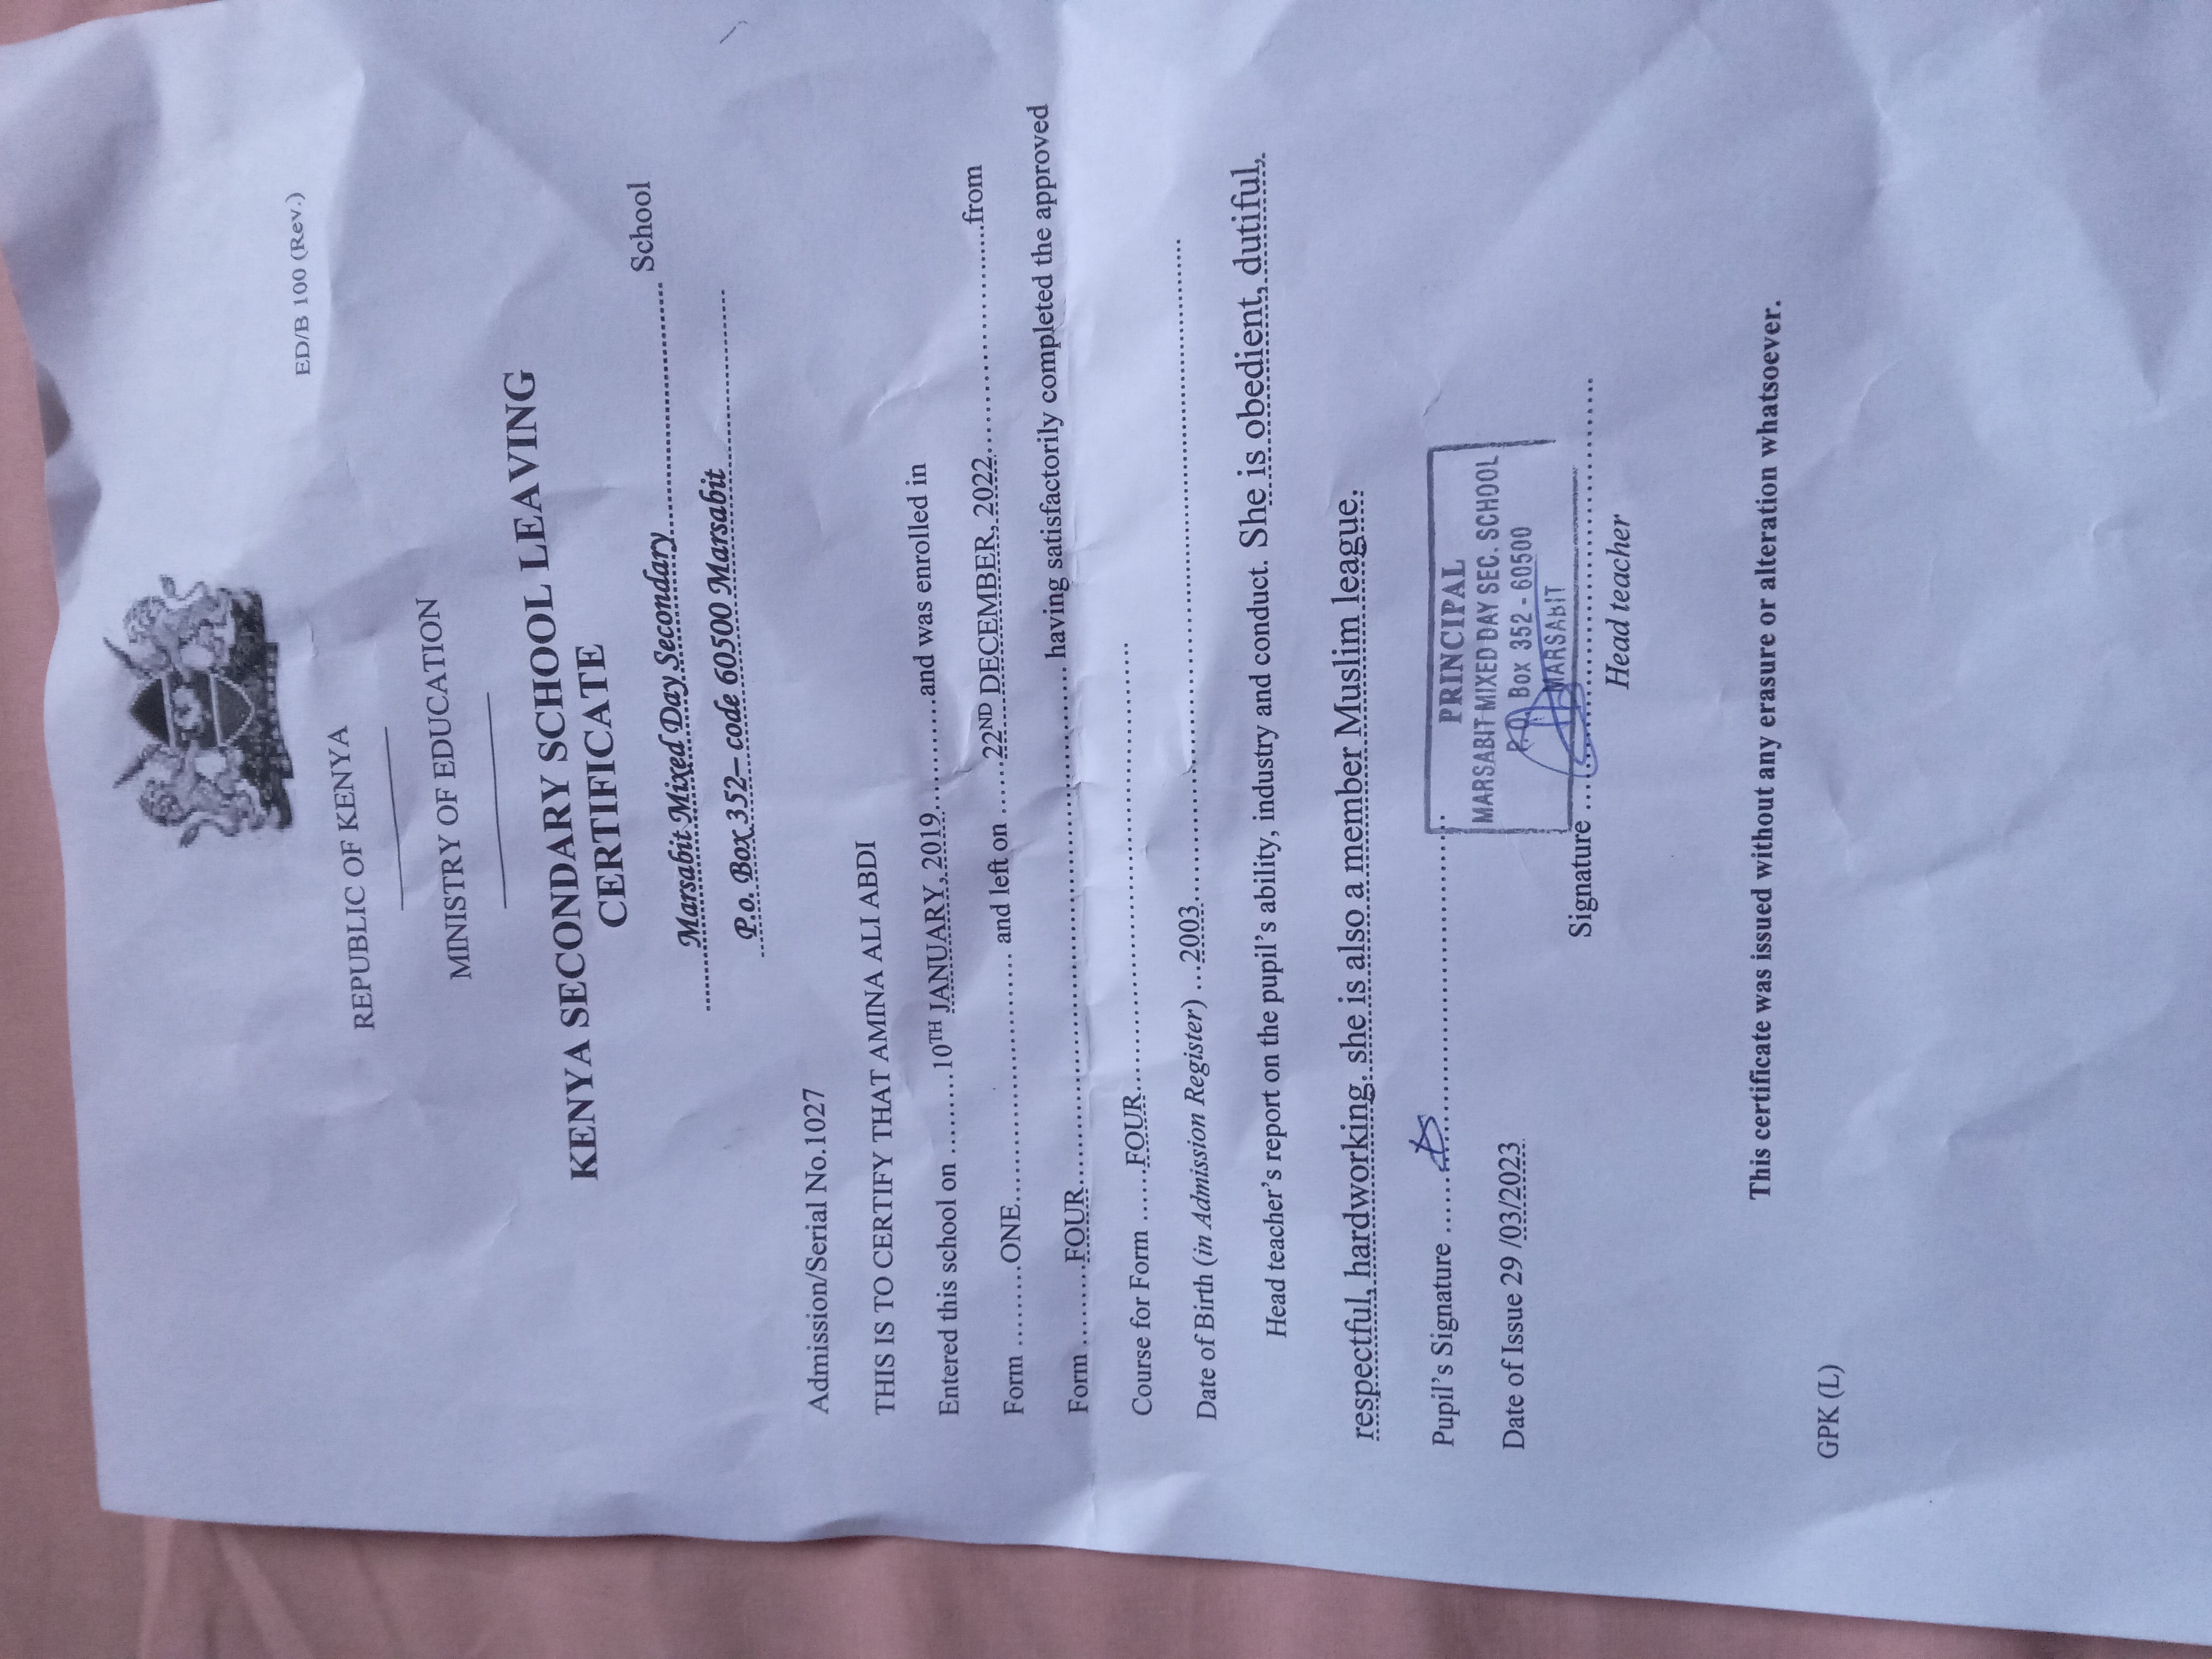 ED/B 100 (Rev.)
REPUBLIC OF KENYA
MINISTRY OF EDUCATION
KENYA SECONDARY SCHOOL LEAVING
CERTIFICATE
Marsabit Mixed Day Secondary.............................. School
P.o. Box 352– code 60500 Marsabit
Admission/Serial No.1027
THIS IS TO CERTIFY THAT AMINA ALI ABDI
Entered this school on .........10TH JANUARY, 2019............and was enrolled in
Form .........ONE............................ and left on ......22ND DECEMBER, 2022..........................from
Form .........FOUR.......................................................... having satisfactorily completed the approved
Course for Form ......FOUR..................................................
Date of Birth (in Admission Register) ...2003..........................................................................
Head teacher's report on the pupil's ability, industry and conduct. She is obedient, dutiful,
respectful, hardworking. she is also a member Muslim league.
Pupil's Signature ..............................................
PRINCIPAL
MARSABIT MIXED DAY SEC. SCHOOL
P.O. Box 352 - 60500
MARSABIT
Date of Issue 29 /03/2023
Signature ................................................
Head teacher
This certificate was issued without any erasure or alteration whatsoever.
GPK (L)